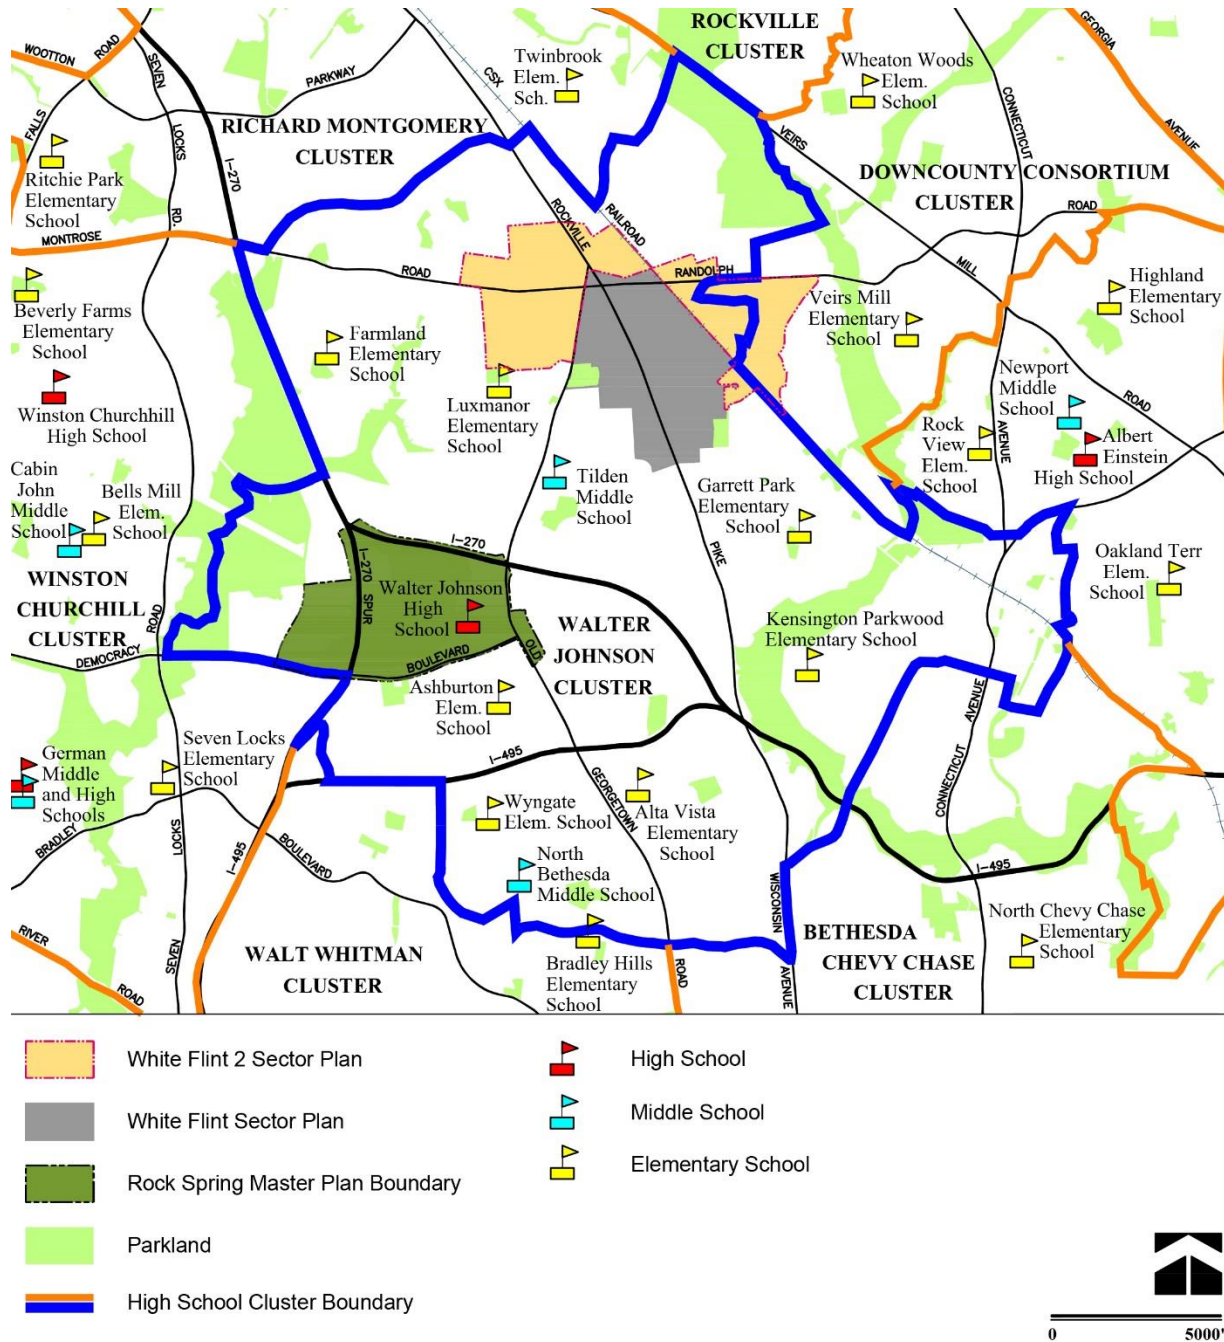 ROCKVILLE
CLUSTER
WOOTTON
ROAD
SEVEN
PARKWAY
CSX
Twinbrook
Elem.
Sch.
Wheaton Woods
Elem.
School
GEORGIA
AVENUE
FALLS
LOCKS
RD.
I-270
RICHARD MONTGOMERY
CLUSTER
VEIRS
CONNECTICUT
DOWNCOUNTY CONSORTIUM
CLUSTER
Ritchie Park
Elementary
School
MONTROSE
ROAD
ROCKVILLE
RAILROAD
RANDOLPH
ROAD
MILL
Beverly Farms
Elementary
School
Farmland
Elementary
School
Veirs Mill
Elementary
School
Highland
Elementary
School
Winston Churchhill
High School
Luxmanor
Elementary
School
Newport
Middle
School
ROAD
Rock
View
Elem.
School
AVENUE
Albert
Einstein
High School
Cabin
John
Middle
School
Bells Mill
Elem.
School
Tilden
Middle
School
Garrett Park
Elementary
School
PIKE
I-270
I-270 SPUR
Oakland Terr
Elem.
School
WINSTON
CHURCHILL
CLUSTER
ROAD
DEMOCRACY
Walter Johnson
High
School
BOULEVARD
OLD
WALTER
JOHNSON
CLUSTER
Kensington Parkwood
Elementary School
Ashburton
Elem.
School
AVENUE
CONNECTICUT
German
Middle
and High
Schools
Seven Locks
Elementary
School
I-495
GEORGETOWN
Wyngate
Elem. School
Alta Vista
Elementary
School
BRADLEY
LOCKS
I-495
BOULEVARD
North
Bethesda
Middle School
WISCONSIN
I-495
North Chevy Chase
Elementary
School
RIVER
ROAD
SEVEN
WALT WHITMAN
CLUSTER
Bradley Hills
Elementary
School
ROAD
AVENUE
BETHESDA
CHEVY CHASE
CLUSTER
White Flint 2 Sector Plan
White Flint Sector Plan
Rock Spring Master Plan Boundary
Parkland
High School Cluster Boundary
High School
Middle School
Elementary School
0 5000'